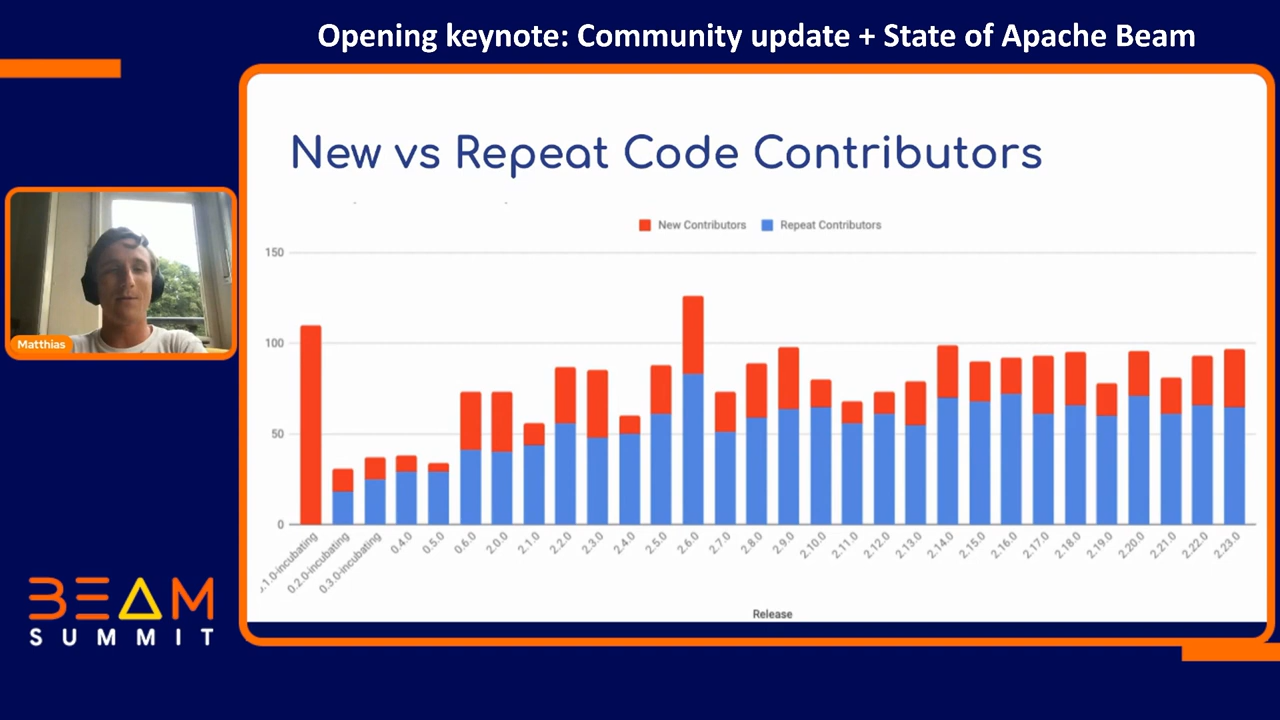 Opening keynote: Community update + State of Apache Beam
New vs Repeat Code Contributors
New Contributors
Repeat Contributors
150
100
50
0
.1.0-incubating
0.2.0-incubating
0.3.0-incubating
0.4.0
0.5.0
0.6.0
2.0.0
2.1.0
2.2.0
2.3.0
2.4.0
2.5.0
2.6.0
2.7.0
2.8.0
2.9.0
2.10.0
2.11.0
2.12.0
2.13.0
2.14.0
2.15.0
2.16.0
2.17.0
2.18.0
2.19.0
2.20.0
2.21.0
2.22.0
2.23.0
Release
Matthias
BEAM
SUMMIT